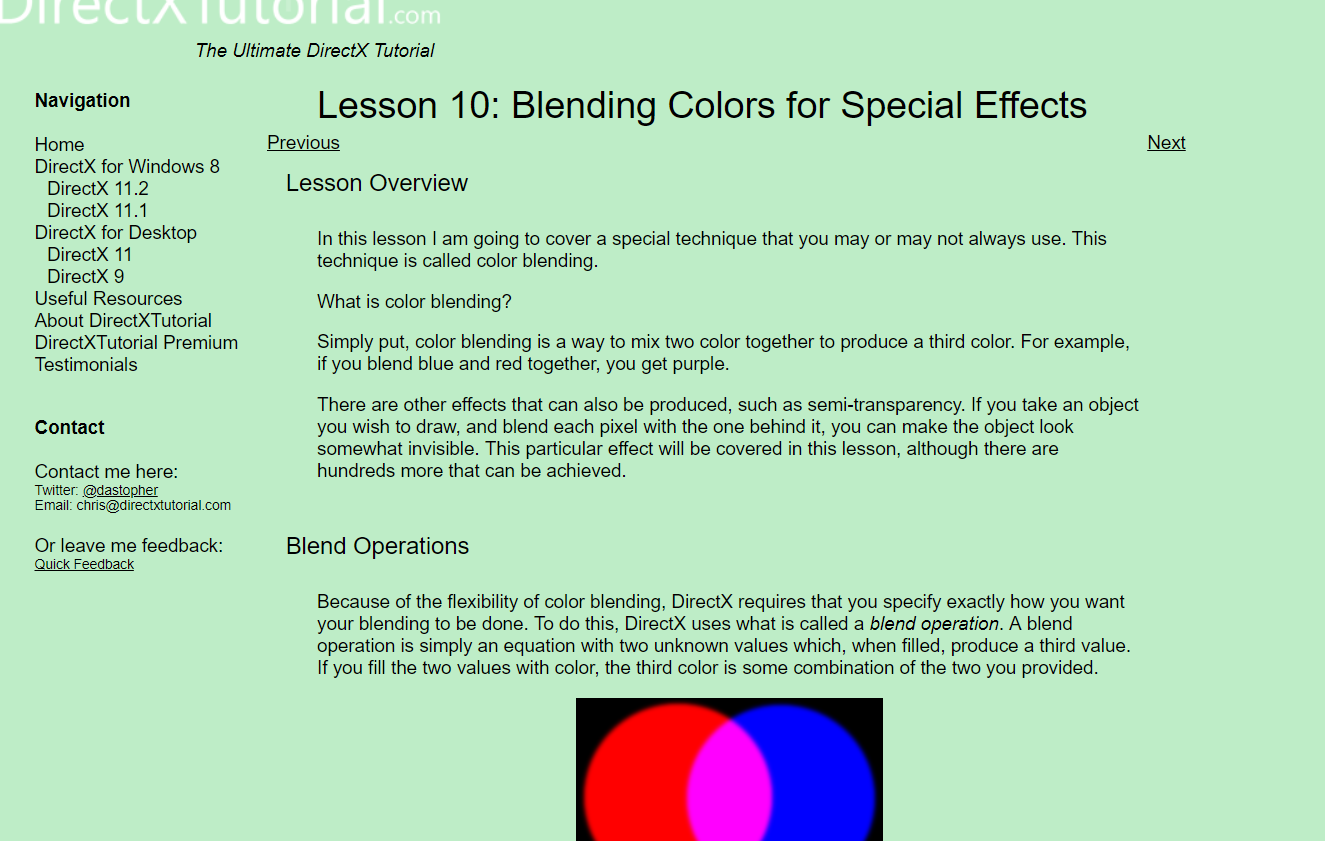 DirectXTutorial.com
The Ultimate DirectX Tutorial
Navigation
Home
DirectX for Windows 8
DirectX 11.2
DirectX 11.1
DirectX for Desktop
DirectX 11
DirectX 9
Useful Resources
About DirectXTutorial
DirectXTutorial Premium
Testimonials
Contact
Contact me here:
Twitter: @dastopher
Email: chris@directxtutorial.com
Or leave me feedback:
Quick Feedback
Lesson 10: Blending Colors for Special Effects
Previous
Next
Lesson Overview
In this lesson I am going to cover a special technique that you may or may not always use. This
technique is called color blending.
What is color blending?
Simply put, color blending is a way to mix two color together to produce a third color. For example,
if you blend blue and red together, you get purple.
There are other effects that can also be produced, such as semi-transparency. If you take an object
you wish to draw, and blend each pixel with the one behind it, you can make the object look
somewhat invisible. This particular effect will be covered in this lesson, although there are
hundreds more that can be achieved.
Blend Operations
Because of the flexibility of color blending, DirectX requires that you specify exactly how you want
your blending to be done. To do this, DirectX uses what is called a blend operation. A blend
operation is simply an equation with two unknown values which, when filled, produce a third value.
If you fill the two values with color, the third color is some combination of the two you provided.